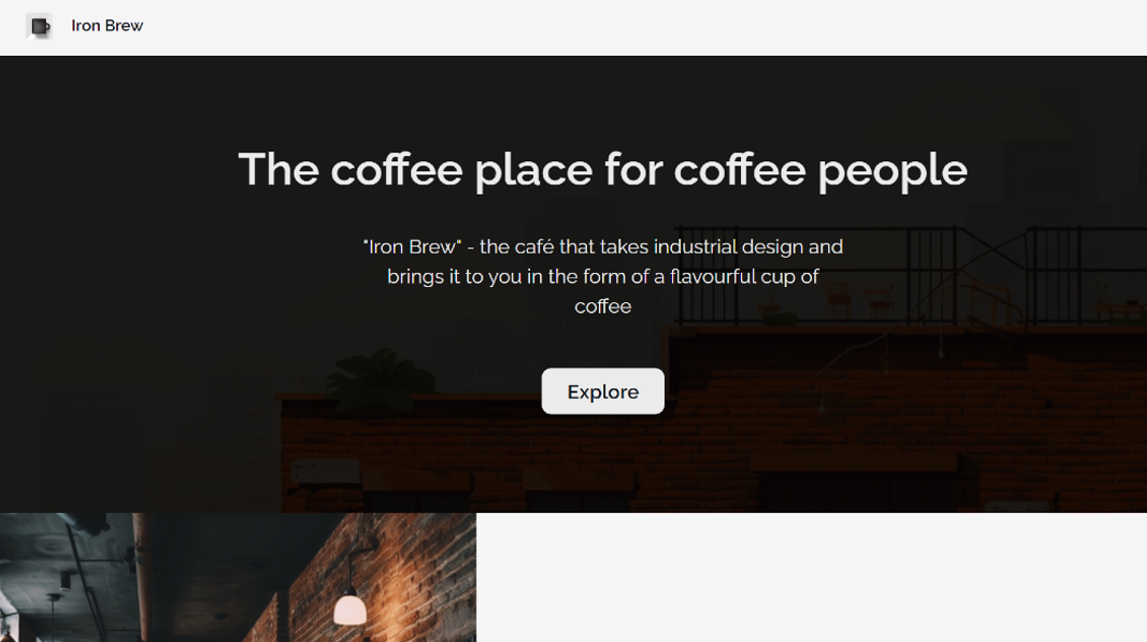 Iron Brew
The coffee place for coffee people
"Iron Brew" - the café that takes industrial design and
brings it to you in the form of a flavourful cup of
coffee
Explore